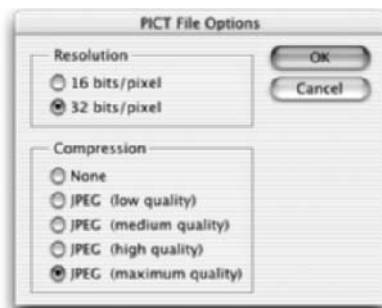 PICT File Options
Resolution
16 bits/pixel
32 bits/pixel
OK
Cancel
Compression
None
JPEG (low quality)
JPEG (medium quality)
JPEG (high quality)
JPEG (maximum quality)